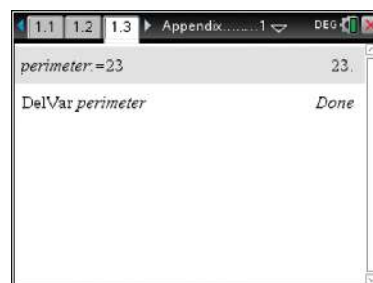 1.1 1.2 1.3 Appendix.........1 DEG
perimeter:=23 23.
DelVar perimeter Done